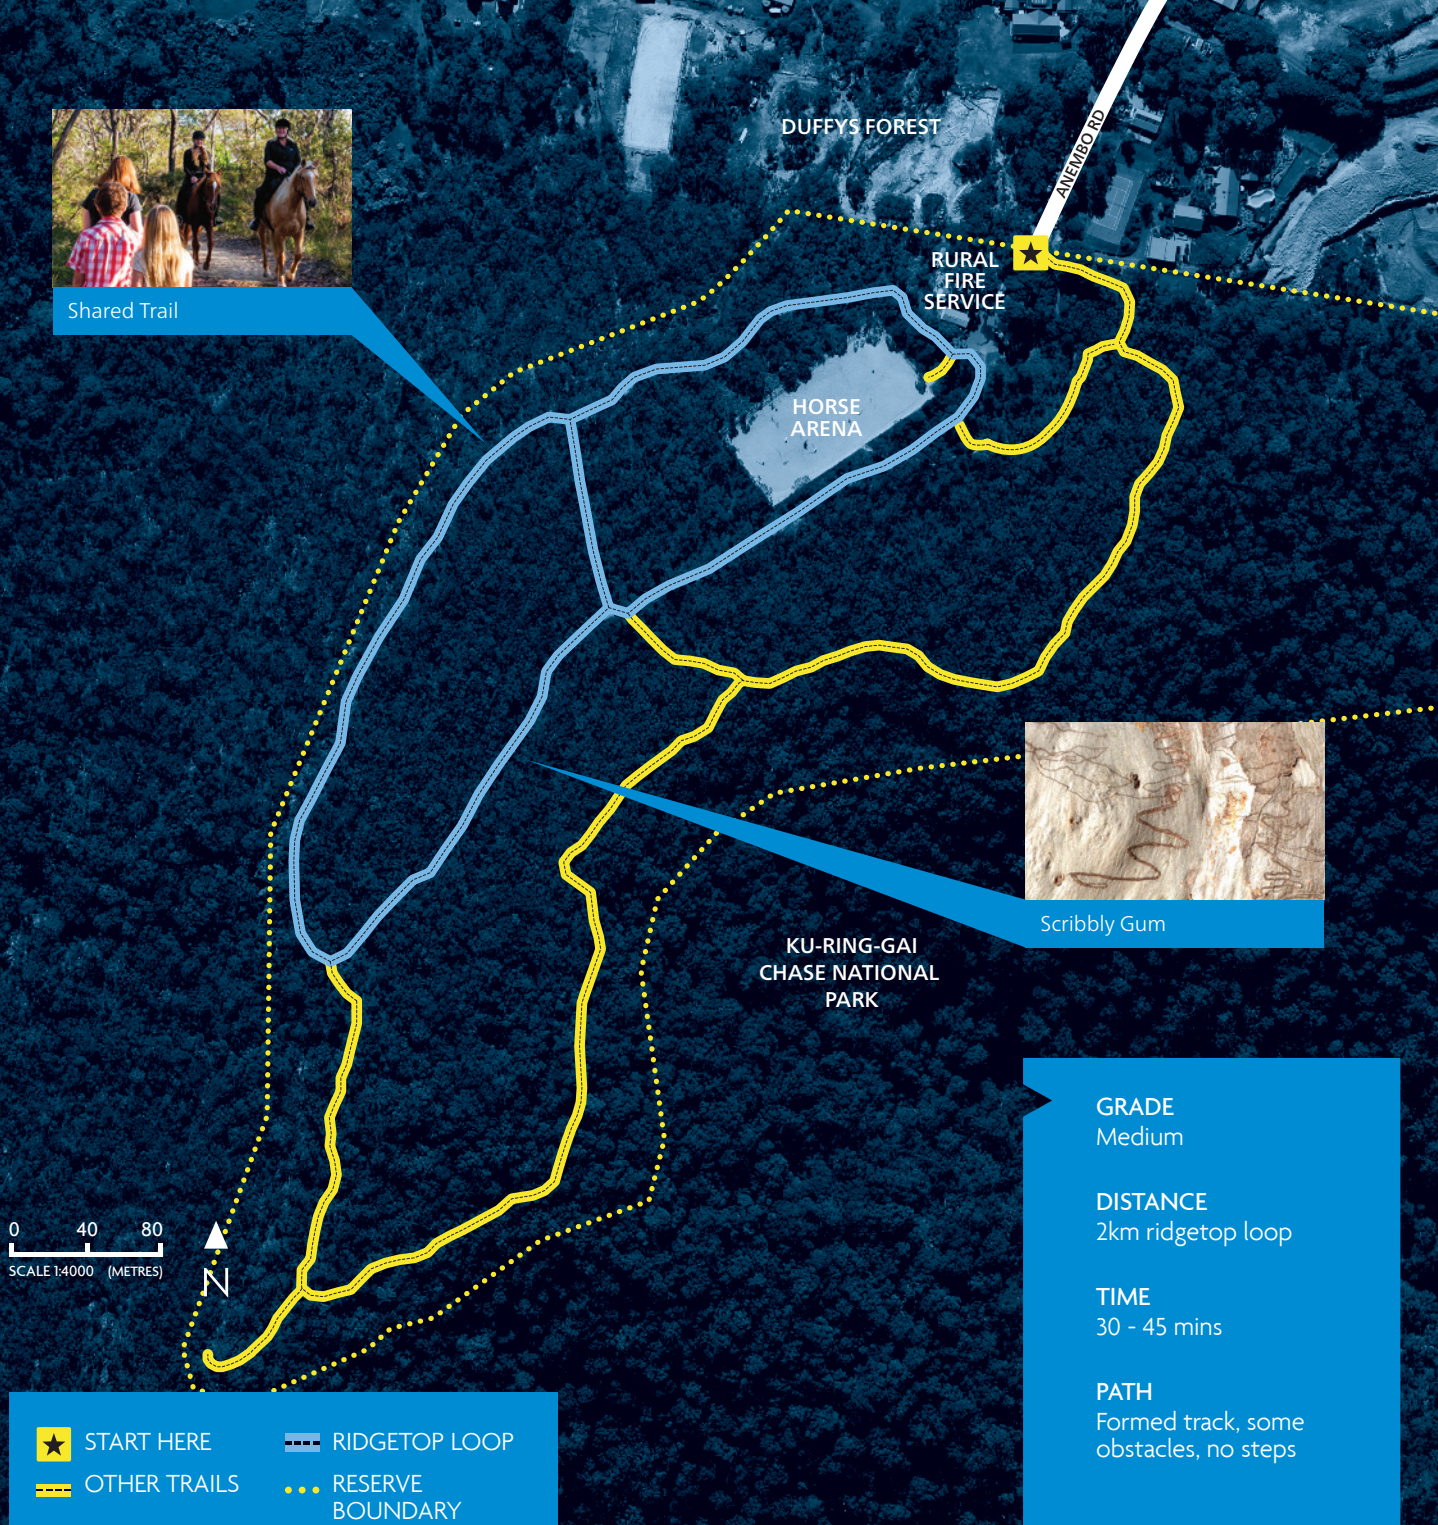 DUFFYS FOREST
ANEMBO RD
Shared Trail
RURAL
FIRE
SERVICE
HORSE
ARENA
Scribbly Gum
KU-RING-GAI
CHASE NATIONAL
PARK
GRADE
Medium
DISTANCE
2km ridgetop loop
TIME
30 - 45 mins
PATH
Formed track, some
obstacles, no steps
0 40 80
SCALE 1:4000 (METRES)
N
START HERE
OTHER TRAILS
RIDGETOP LOOP
RESERVE
BOUNDARY